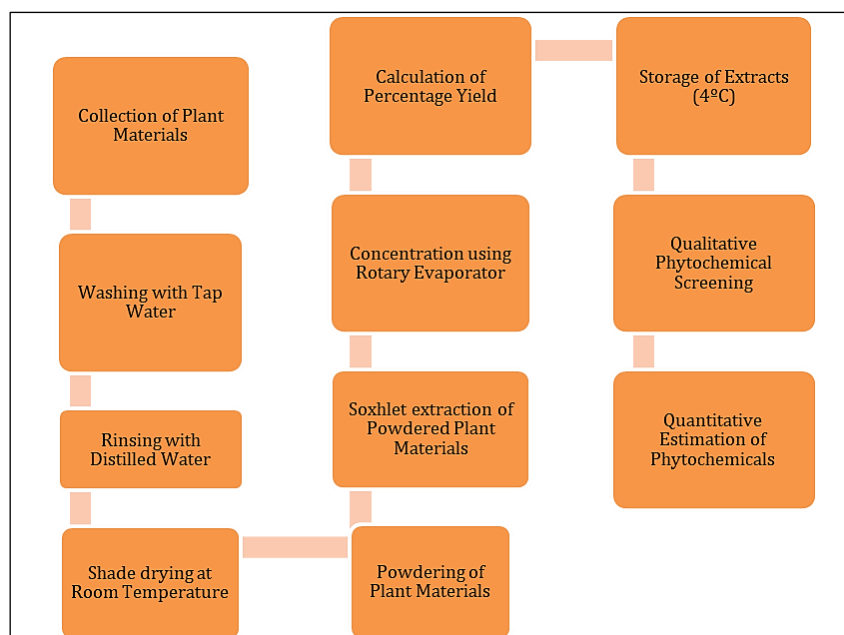 Collection of Plant
Materials
Washing with Tap
Water
Rinsing with
Distilled Water
Shade drying at
Room Temperature
Powdering of
Plant Materials
Soxhlet extraction of
Powdered Plant
Materials
Concentration using
Rotary Evaporator
Calculation of
Percentage Yield
Storage of Extracts
(4ºC)
Qualitative
Phytochemical
Screening
Quantitative
Estimation of
Phytochemicals